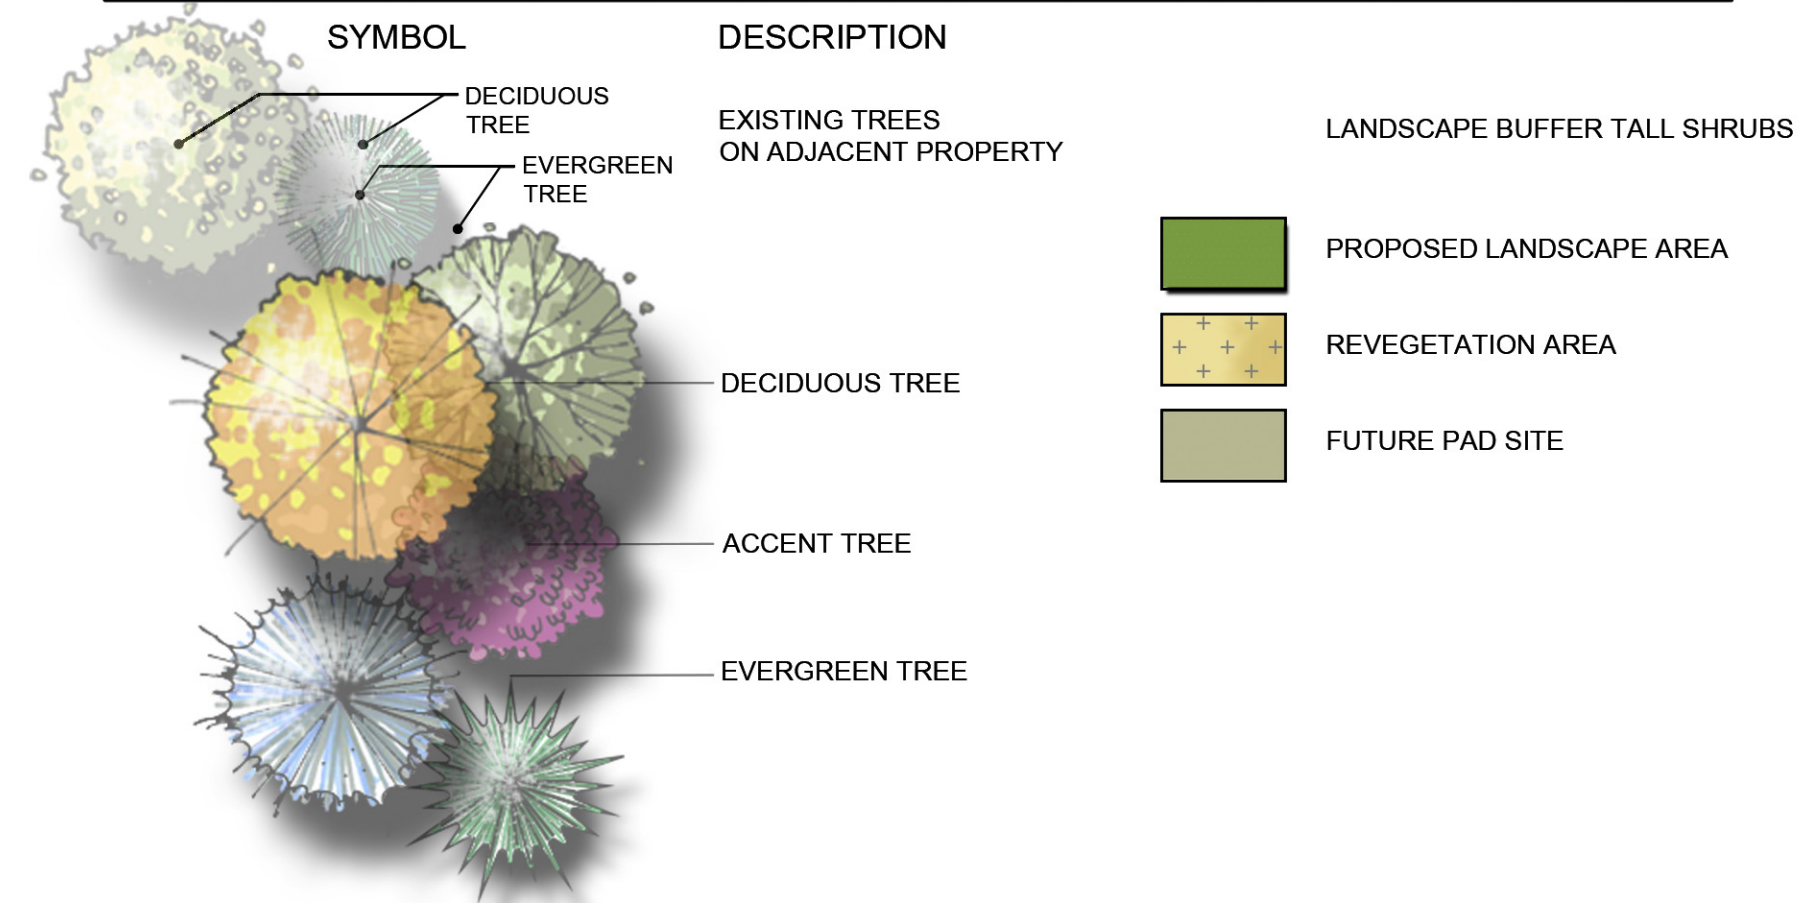 SYMBOL
DESCRIPTION
DECIDUOUS
TREE
EVERGREEN
TREE
EXISTING TREES
ON ADJACENT PROPERTY
DECIDUOUS TREE
ACCENT TREE
EVERGREEN TREE
LANDSCAPE BUFFER TALL SHRUBS
PROPOSED LANDSCAPE AREA
REVEGETATION AREA
FUTURE PAD SITE